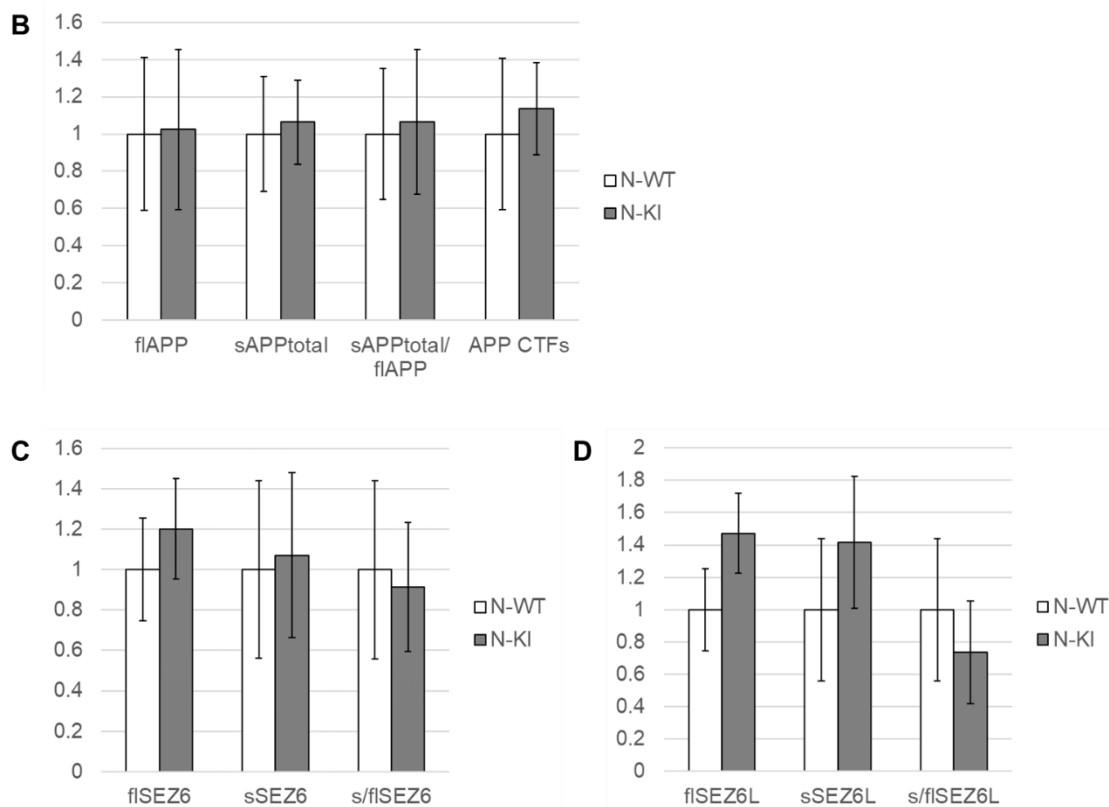 B
1.6
1.4
1.2
1
0.8
0.6
0.4
0.2
0
flAPP sAPPtotal sAPPtotal/ APP CTFs
flAPP
N-WT
N-KI
C
1.6
1.4
1.2
1
0.8
0.6
0.4
0.2
0
flSEZ6 sSEZ6 s/flSEZ6
N-WT
N-KI
D
2
1.8
1.6
1.4
1.2
1
0.8
0.6
0.4
0.2
0
flSEZ6L sSEZ6L s/flSEZ6L
N-WT
N-KI